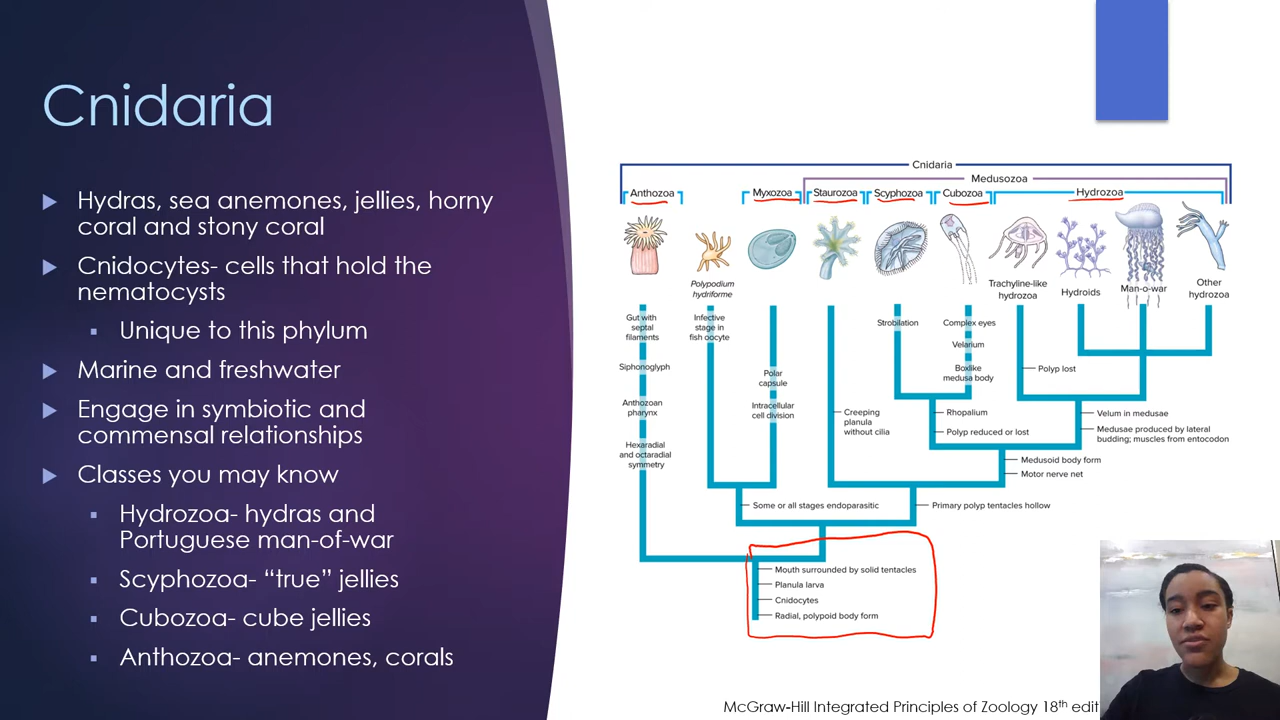 Cnidaria
Hydras, sea anemones, jellies, horny
coral and stony coral
Cnidocytes- cells that hold the
nematocysts
Unique to this phylum
Marine and freshwater
Engage in symbiotic and
commensal relationships
Classes you may know
Hydrozoa- hydras and
Portuguese man-of-war
Scyphozoa- “true” jellies
Cubozoa- cube jellies
Anthozoa- anemones, corals
Cnidaria
Medusozoa
Anthozoa
Myxozoa
Staurozoa
Scyphozoa
Cubozoa
Hydrozoa
Polypodium
hydriforme
Trachyline-like
hydrozoa
Hydroids
Man-o-war
Other
hydrozoa
Gut with
septal
filaments
Siphonoglyph
Anthozoan
pharynx
Hexaradial
and octaradial
symmetry
Infective
stage in
fish oocyte
Polar
capsule
Intracellular
cell division
Creeping
planula
without cilia
Strobilation
Complex eyes
Velarium
Boxlike
medusa body
Rhopalium
Polyp reduced or lost
Polyp lost
Velum in medusae
Medusae produced by lateral
budding; muscles from entocodon
Medusoid body form
Motor nerve net
Some or all stages endoparasitic
Primary polyp tentacles hollow
Mouth surrounded by solid tentacles
Planula larva
Cnidocytes
Radial, polypoid body form
McGraw-Hill Integrated Principles of Zoology 18th edit